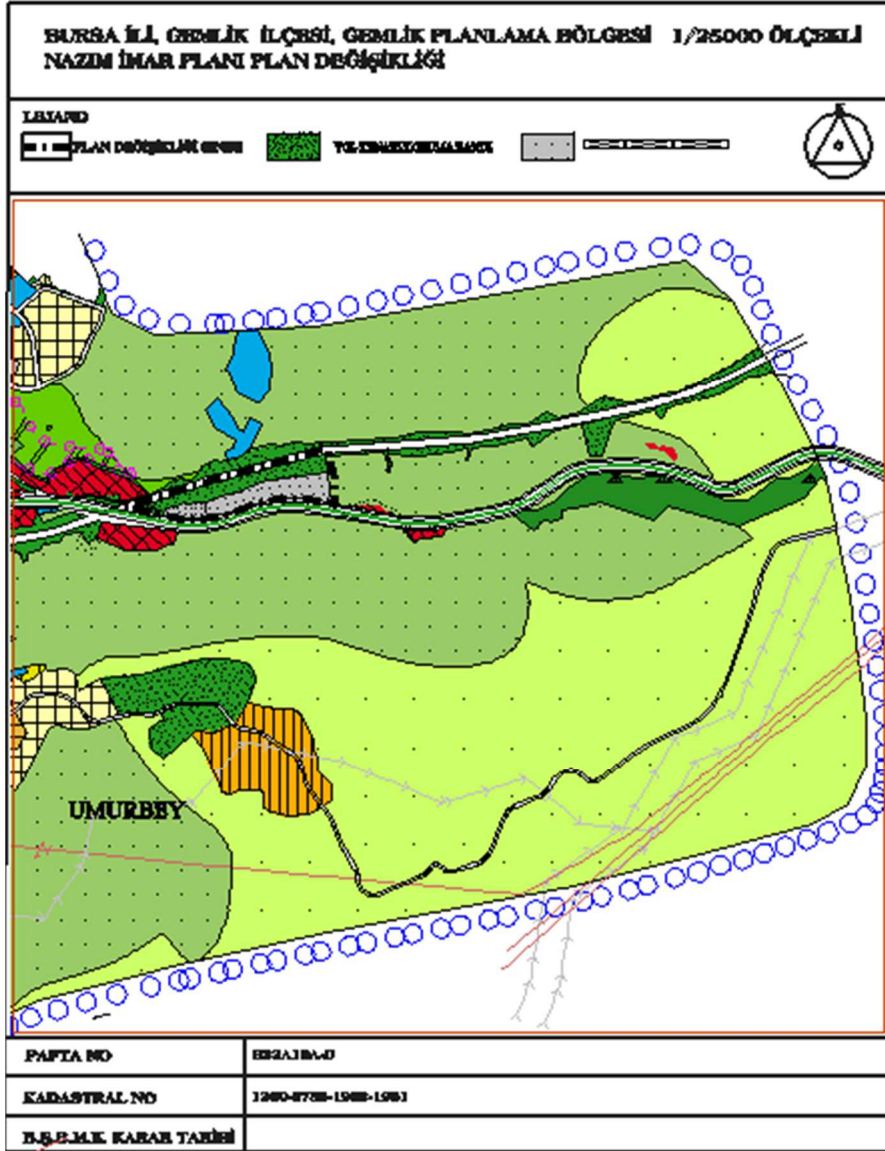 BURSA İLİ, GEMLİK İLÇESİ, GEMLİK PLANLAMA BÖLGESİ 1/25000 ÖLÇEKLİ
NAZIM İMAR PLANI PLAN DEĞİŞİKLİĞİ
LEJAND
PLAN DEĞİŞİKLİĞİ SINIRI
UMURBEY
PAFTA NO
KADASTRAL NO
B.Ş.B.M.K. KARAR TARİHİ